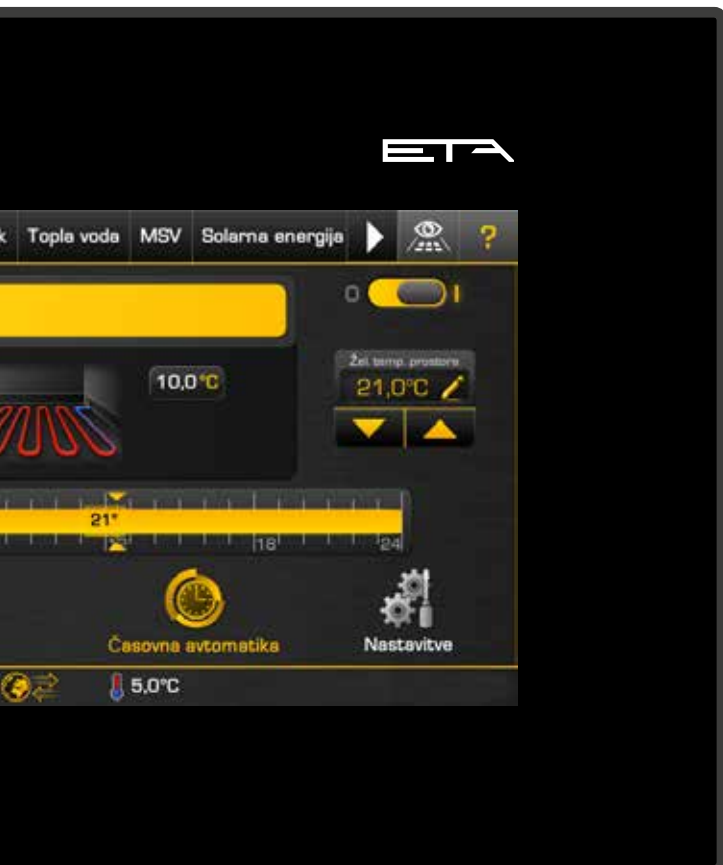 ETA
k Topla voda MSV Solarna energija ?
O I
Žel. temp. prostora
10,0°C
21,0°C
21°
12 18 24
Časovna avtomatika Nastavitve
5,0°C